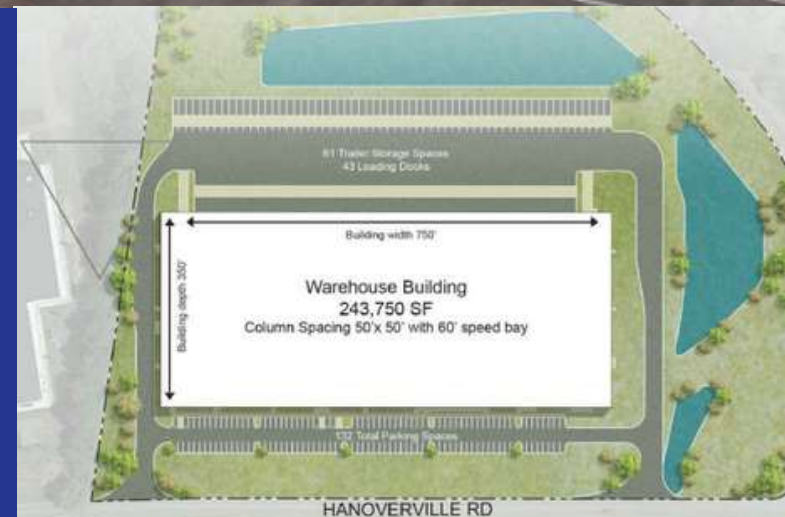 61 Trailer Storage Spaces
43 Loading Docks
Building width 750'
Building depth 350'
Warehouse Building
243,750 SF
Column Spacing 50'x 50' with 60' speed bay
132 Total Parking Spaces
HANOVERVILLE RD